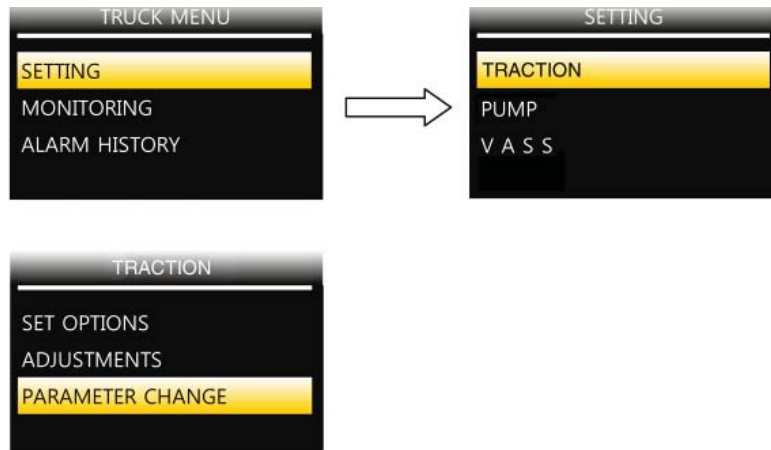 TRUCK MENU
SETTING
MONITORING
ALARM HISTORY
SETTING
TRACTION
PUMP
V A S S
TRACTION
SET OPTIONS
ADJUSTMENTS
PARAMETER CHANGE